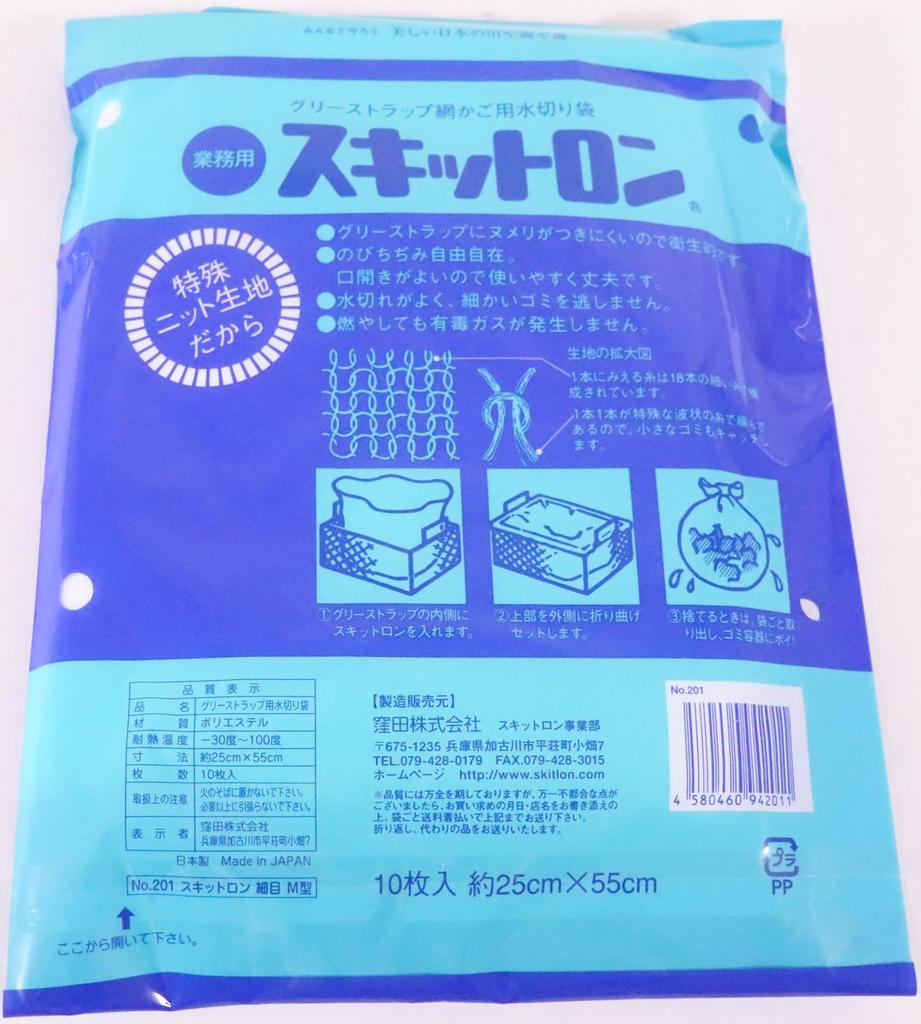 みんなで守ろう 美しい日本の川や湖や海
グリーストラップ網かご用水切り袋
業務用
スキットロン®
特殊
ニット生地
だから
●グリーストラップにヌメリがつきにくいので衛生的です。
●のびちぢみ自由自在。
口開きがよいので使いやすく丈夫です。
●水切れがよく、細かいゴミを逃しません。
●燃やしても有毒ガスが発生しません。
生地の拡大図
1本にみえる糸は18本の細い糸で構
成されています。
1本1本が特殊な波状の糸で編んで
あるので、小さなゴミもキャッチし
ます。
①グリーストラップの内側に
スキットロンを入れます。
②上部を外側に折り曲げ
セットします。
③捨てるときは、袋ごと取
り出し、ゴミ容器にポイ!
品質表示
品名 グリーストラップ用水切り袋
材質 ポリエステル
耐熱温度 －30度～100度
寸法 約25cm×55cm
枚数 10枚入
取扱上の注意 火のそばに置かないで下さい。
必要以上に引張らないで下さい。
表示者 窪田株式会社
兵庫県加古川市平荘町小畑7
日本製 Made in JAPAN
No.201 スキットロン 細目 M型
ここから開いて下さい。
【製造販売元】
窪田株式会社 スキットロン事業部
〒675-1235 兵庫県加古川市平荘町小畑7
TEL.079-428-0179 FAX.079-428-3015
ホームページ http://www.skitlon.com
※品質には万全を期しておりますが、万一不都合な点が
ございましたら、お買い求めの月日・店名をお書き添えの
上、袋ごと送料着払いで上記までお送り下さい。
折り返し、代わりの品をお送りいたします。
10枚入 約25cm×55cm
No.201
4 580460 942011
プラ
PP